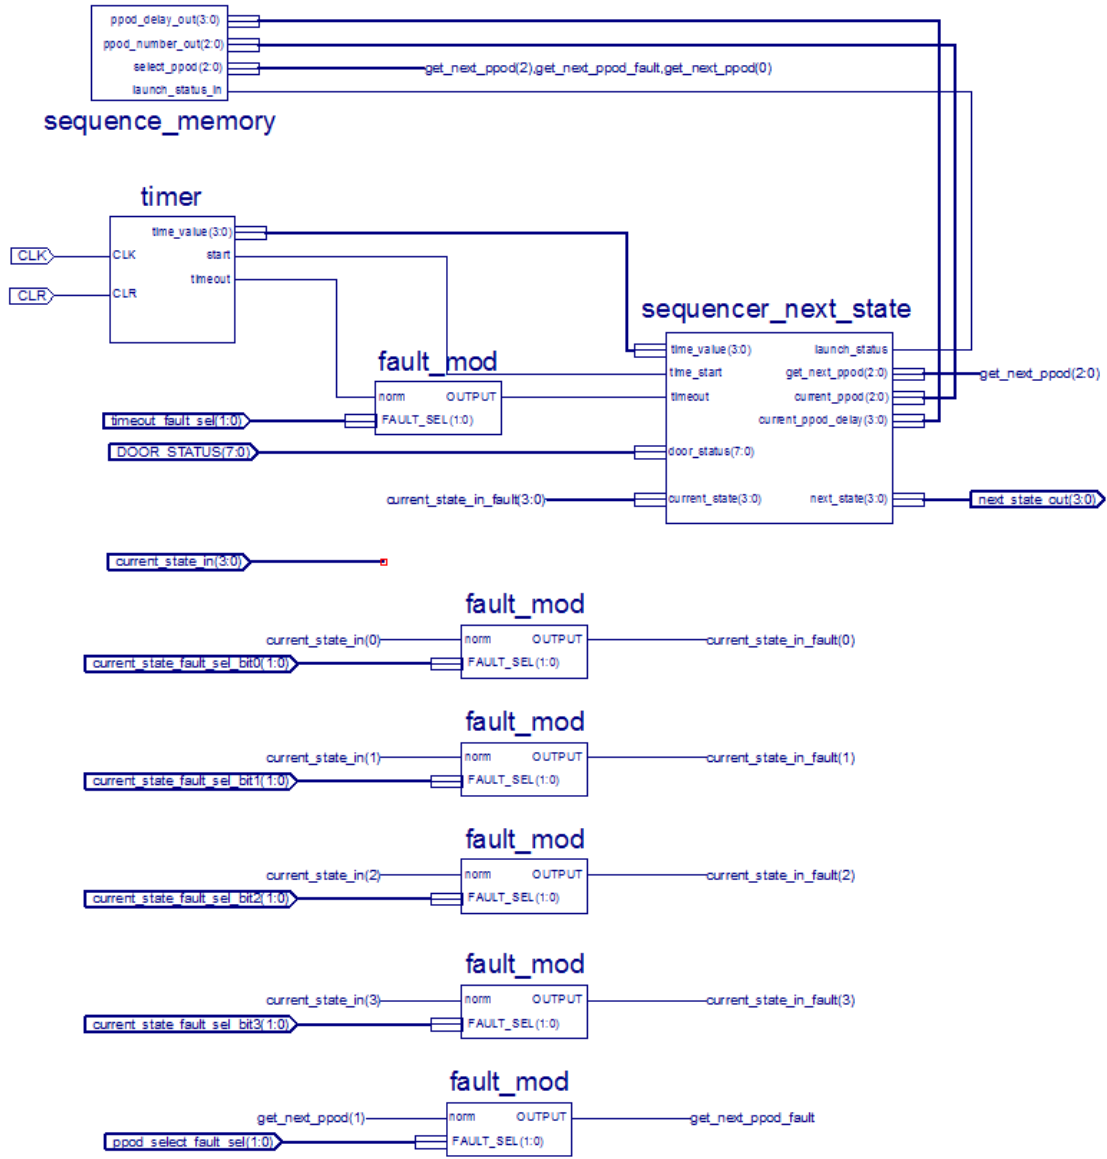 ppod_delay_out(3:0)
ppod_number_out(2:0)
select_ppod(2:0)
get_next_ppod(2),get_next_ppod_fault,get_next_ppod(0)
launch_status_in
sequence_memory
timer
time_value(3:0)
CLK
CLK
start
timeout
CLR
CLR
sequencer_next_state
time_value(3:0)
launch_status
fault_mod
time_start
get_next_ppod(2:0)
get_next_ppod(2:0)
norm
OUTPUT
timeout
current_ppod(2:0)
timeout_fault_sel(1:0)
FAULT_SEL(1:0)
current_ppod_delay(3:0)
DOOR_STATUS(7:0)
door_status(7:0)
current_state_in_fault(3:0)
current_state(3:0)
next_state(3:0)
next_state_out(3:0)
current_state_in(3:0)
fault_mod
current_state_in(0)
norm
OUTPUT
current_state_in_fault(0)
current_state_fault_sel_bit0(1:0)
FAULT_SEL(1:0)
fault_mod
current_state_in(1)
norm
OUTPUT
current_state_in_fault(1)
current_state_fault_sel_bit1(1:0)
FAULT_SEL(1:0)
fault_mod
current_state_in(2)
norm
OUTPUT
current_state_in_fault(2)
current_state_fault_sel_bit2(1:0)
FAULT_SEL(1:0)
fault_mod
current_state_in(3)
norm
OUTPUT
current_state_in_fault(3)
current_state_fault_sel_bit3(1:0)
FAULT_SEL(1:0)
fault_mod
get_next_ppod(1)
norm
OUTPUT
get_next_ppod_fault
ppod_select_fault_sel(1:0)
FAULT_SEL(1:0)